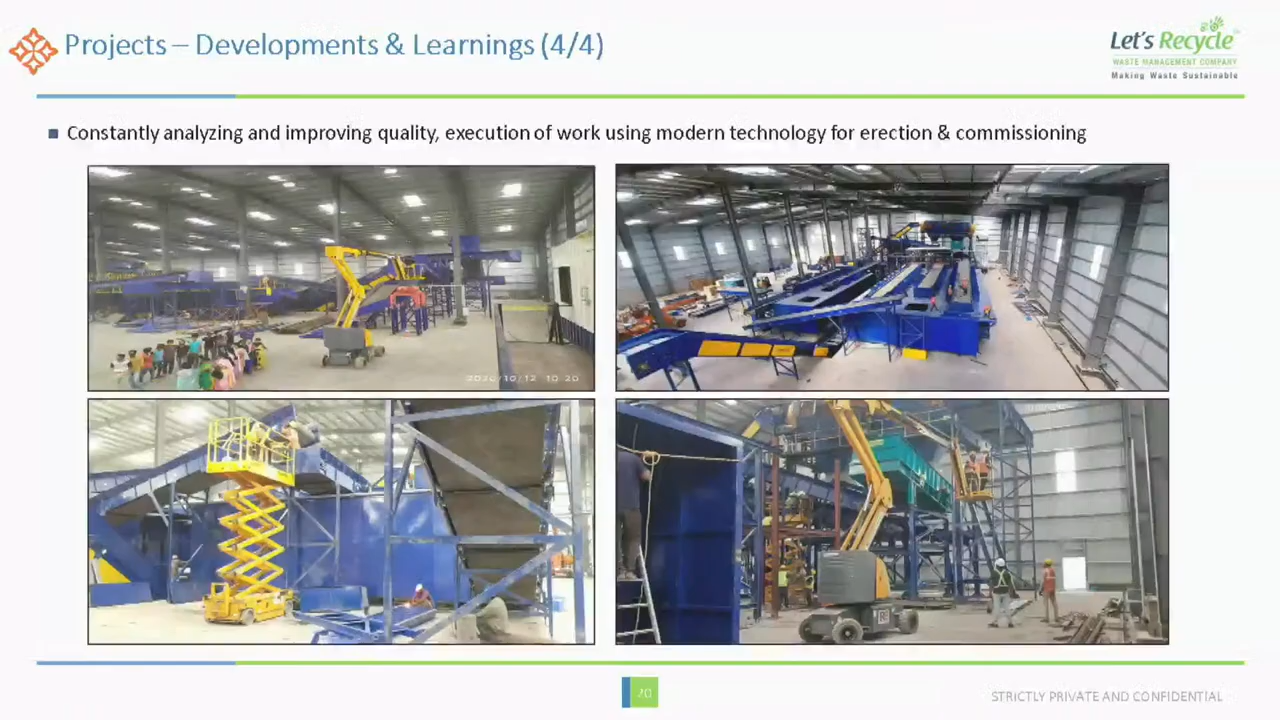 Projects – Developments & Learnings (4/4)
Let's Recycle
WASTE MANAGEMENT COMPANY
Making Waste Sustainable
Constantly analyzing and improving quality, execution of work using modern technology for erection & commissioning
2020/10/12 10:20
20
STRICTLY PRIVATE AND CONFIDENTIAL